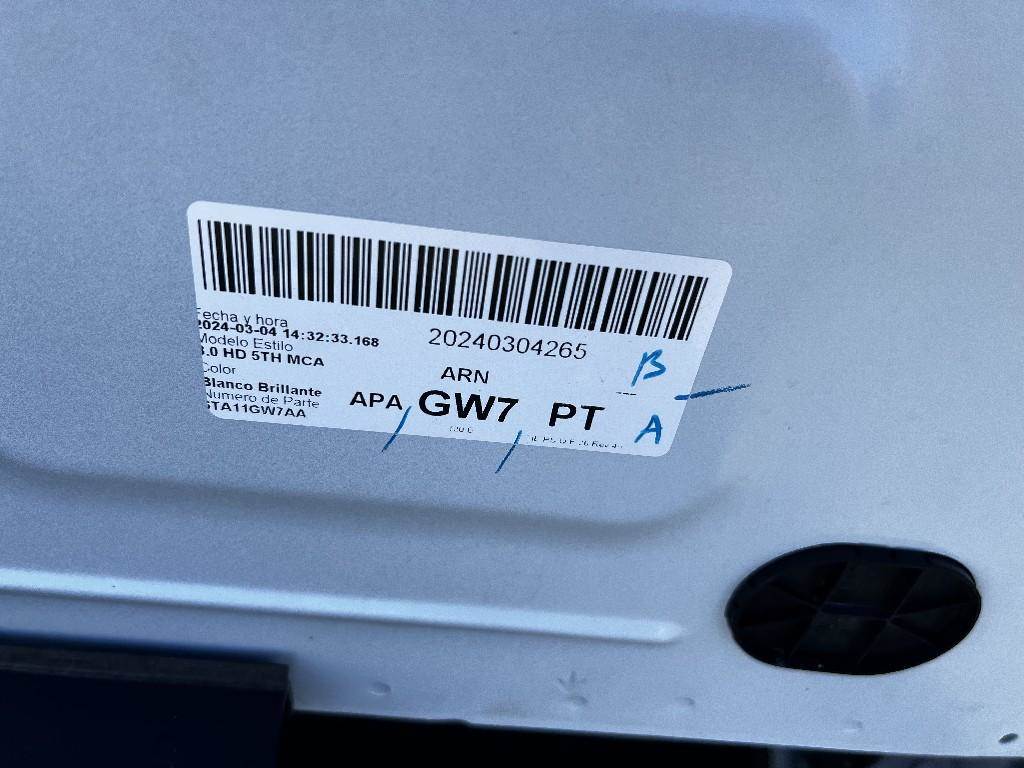 Fecha y hora
2024-03-04 14:32:33.168
20240304265
Modelo Estilo
HD 5TH MCA
B
ARN
Color
Blanco Brillante
APA GW7 PT
A
Numero de Parte